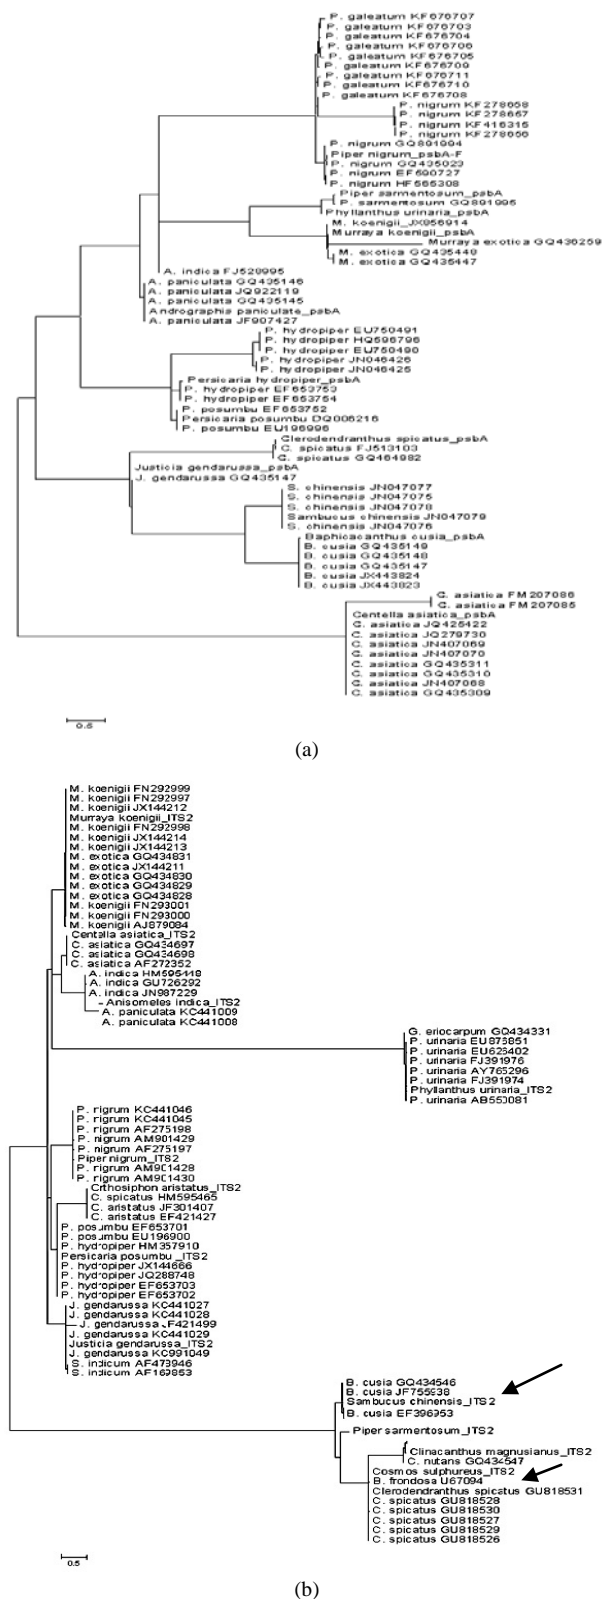 P. galeatum KF676707
P. galeatum KF676703
P. galeatum KF676704
P. galeatum KF676706
P. galeatum KF676705
P. galeatum KF676709
P. galeatum KF676711
P. galeatum KF676710
P. galeatum KF676708
P. nigrum KF278658
P. nigrum KF278657
P. nigrum KF416315
P. nigrum KF278656
P. nigrum GQ891994
Piper nigrum_psbA-F
P. nigrum GQ435023
P. nigrum EF590727
P. nigrum HF565308
Piper sarmentosum_psbA
P. sarmentosum GQ891995
Phyllanthus urinaria_psbA
M. koenigii_JX856914
Murraya koenigii_psbA
Murraya exotica GQ436259
M. exotica GQ435448
M. exotica GQ435447
A. indica FJ528995
A. paniculata GQ435146
A. paniculata JQ922119
A. paniculata GQ435145
Andrographis paniculate_psbA
A. paniculata JF907427
P. hydropiper EU750491
P. hydropiper HQ596796
P. hydropiper EU750490
P. hydropiper JN046426
P. hydropiper JN046425
Persicaria hydropiper_psbA
P. hydropiper EF653753
P. hydropiper EF653754
P. posumbu EF653752
Persicaria posumbu DQ006216
P. posumbu EU196996
Clerodendranthus spicatus_psbA
C. spicatus FJ513103
C. spicatus GQ464982
Justicia gendarussa_psbA
J. gendarussa GQ435147
S. chinensis JN047077
S. chinensis JN047075
S. chinensis JN047078
Sambucus chinensis JN047079
S. chinensis JN047076
Baphicacanthus cusia_psbA
B. cusia GQ435149
B. cusia GQ435148
B. cusia GQ435147
B. cusia JX443824
B. cusia JX443823
C. asiatica FM207086
C. asiatica FM207085
Centella asiatica_psbA
C. asiatica JQ425422
C. asiatica JQ279730
C. asiatica JN407069
C. asiatica JN407070
C. asiatica GQ435311
C. asiatica GQ435310
C. asiatica JN407068
C. asiatica GQ435309
0.5
(a)
M. koenigii FN292999
M. koenigii FN292997
M. koenigii JX144212
Murraya koenigii_ITS2
M. koenigii FN292998
M. koenigii JX144214
M. koenigii JX144213
M. exotica GQ434831
M. exotica JX144211
M. exotica GQ434830
M. exotica GQ434829
M. exotica GQ434828
M. koenigii FN293001
M. koenigii FN293000
M. koenigii AJ879084
Centella asiatica_ITS2
C. asiatica GQ434697
C. asiatica GQ434698
C. asiatica AF272352
A. indica HM595448
A. indica GU726292
A. indica JN987229
Anisomeles indica_ITS2
A. paniculata KC441009
A. paniculata KC441008
G. eriocarpum GQ434331
P. urinaria EU876851
P. urinaria EU626402
P. urinaria FJ391976
P. urinaria AY765296
P. urinaria FJ391974
Phyllanthus urinaria_ITS2
P. urinaria AB550081
P. nigrum KC441046
P. nigrum KC441045
P. nigrum AF275198
P. nigrum AM901429
P. nigrum AF275197
Piper nigrum_ITS2
P. nigrum AM901428
P. nigrum AM901430
Orthosiphon aristatus_ITS2
C. spicatus HM595465
C. aristatus JF301407
C. aristatus EF421427
P. posumbu EF653701
P. posumbu EU196900
P. hydropiper HM357910
Persicaria posumbu_ITS2
P. hydropiper JX144666
P. hydropiper JQ288748
P. hydropiper EF653703
P. hydropiper EF653702
J. gendarussa KC441027
J. gendarussa KC441028
J. gendarussa JF421499
J. gendarussa KC441029
Justicia gendarussa_ITS2
J. gendarussa KC991049
S. indicum AF478946
S. indicum AF169853
B. cusia GQ434546
B. cusia JF755938
Sambucus chinensis_ITS2
B. cusia EF396953
Piper sarmentosum_ITS2
Clinacanthus magnusianus_ITS2
C. nutans GQ434547
Cosmos sulphureus_ITS2
B. frondosa U67094
Clerodendranthus spicatus GU818531
C. spicatus GU818528
C. spicatus GU818530
C. spicatus GU818527
C. spicatus GU818529
C. spicatus GU818526
0.5
(b)